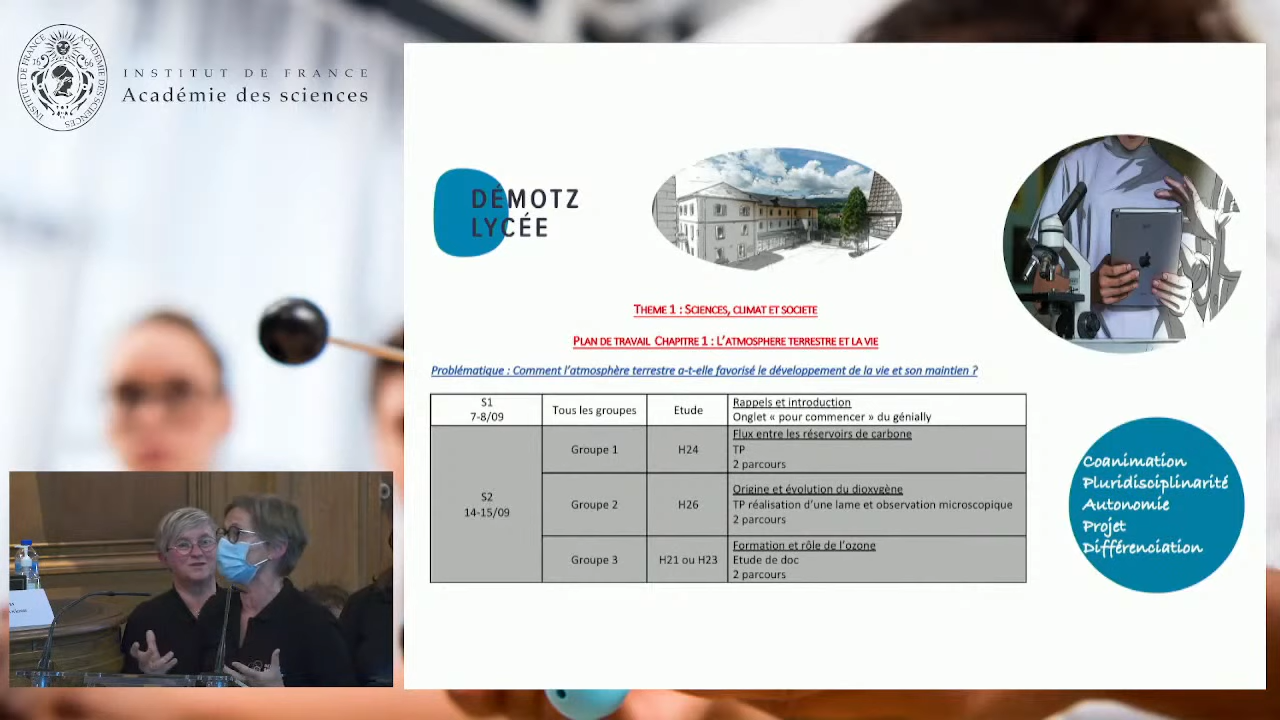 INSTITUT DE FRANCE
Académie des sciences
DÉMOTZ
LYCÉE
THEME 1 : SCIENCES, CLIMAT ET SOCIETE
PLAN DE TRAVAIL CHAPITRE 1 : L'ATMOSPHERE TERRESTRE ET LA VIE
Problématique : Comment l'atmosphère terrestre a-t-elle favorisé le développement de la vie et son maintien ?
S1
7-8/09
Tous les groupes
Etude
Rappels et introduction
Onglet « pour commencer » du génially
S2
14-15/09
Groupe 1
H24
Flux entre les réservoirs de carbone
TP
2 parcours
Groupe 2
H26
Origine et évolution du dioxygène
TP réalisation d'une lame et observation microscopique
2 parcours
Groupe 3
H21 ou H23
Formation et rôle de l'ozone
Etude de doc
2 parcours
Coanimation
Pluridisciplinarité
Autonomie
Projet
Différenciation